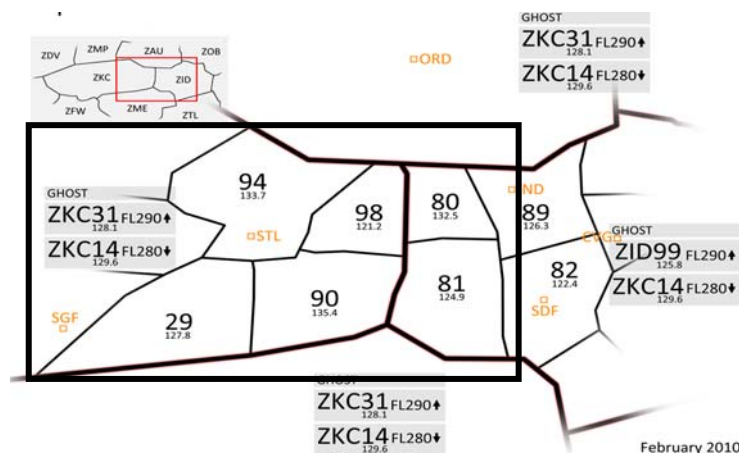 ZDV
ZMP
ZAU
ZOB
ZKC
ZID
ZFW
ZME
ZTL
ORD
GHOST
ZKC31 FL290
128.1
ZKC14 FL280
129.6
94
133.7
98
121.2
80
132.5
IND
89
126.3
GHOST
ZKC31 FL290
128.1
ZKC14 FL280
129.6
STL
CVG
GHOST
ZID99 FL290
125.8
ZKC14 FL280
129.6
SGF
29
127.8
90
135.4
81
124.9
82
122.4
SDF
GHOST
ZKC31 FL290
128.1
ZKC14 FL280
129.6
February 2010